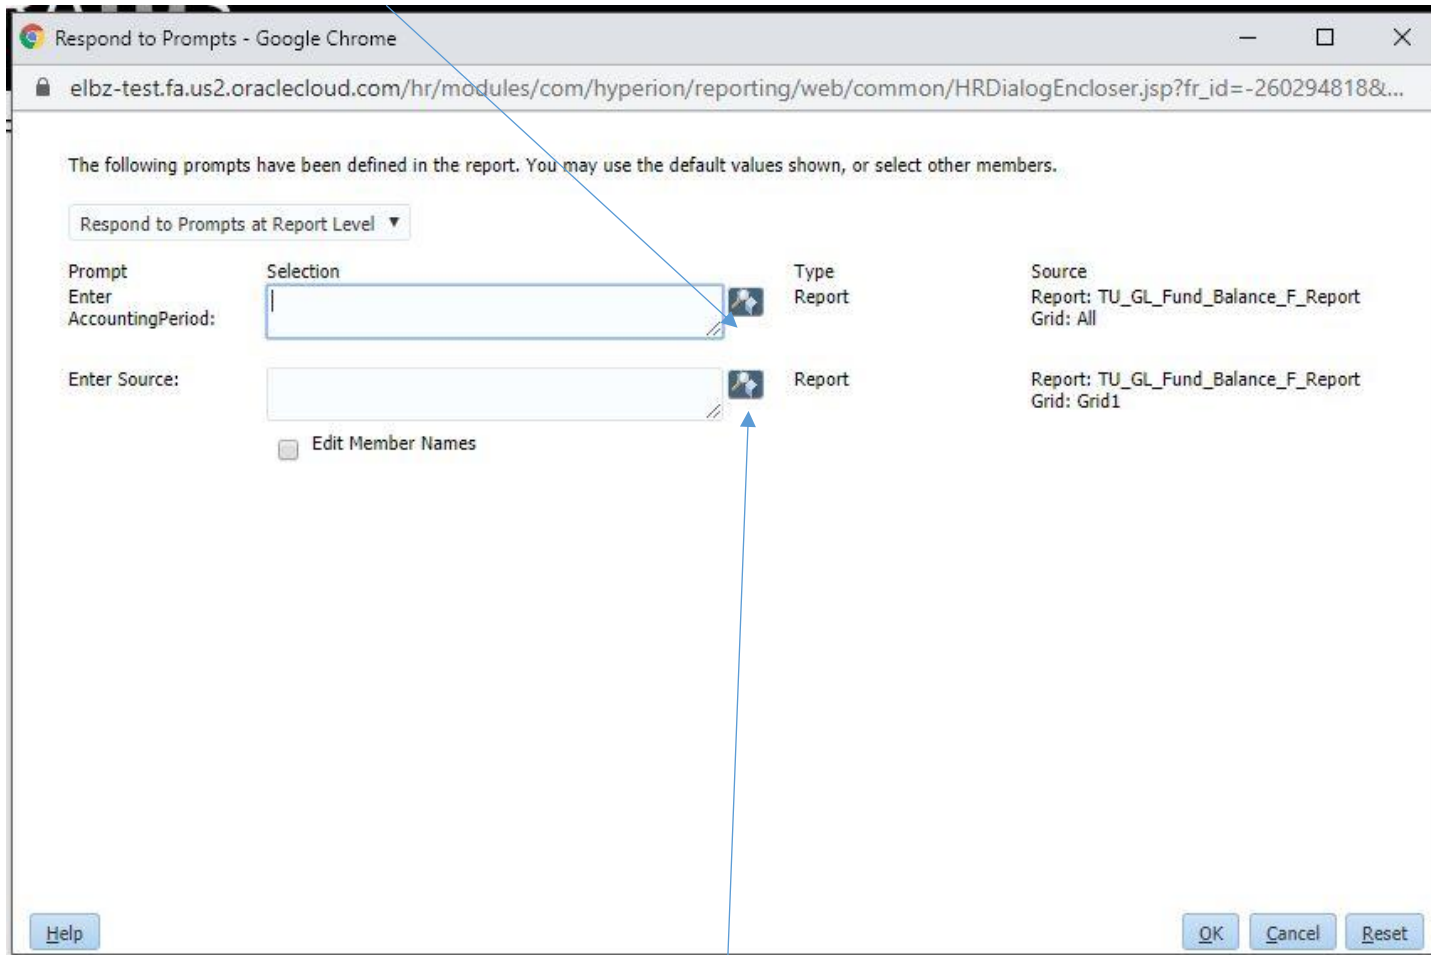 Respond to Prompts - Google Chrome
elbz-test.fa.us2.oraclecloud.com/hr/modules/com/hyperion/reporting/web/common/HRDialogEncloser.jsp?fr_id=-260294818&...
The following prompts have been defined in the report. You may use the default values shown, or select other members.
Respond to Prompts at Report Level
Prompt Selection Type Source
Enter Report Report: TU_GL_Fund_Balance_F_Report
AccountingPeriod: Grid: All
Enter Source: Report Report: TU_GL_Fund_Balance_F_Report
Grid: Grid1
Edit Member Names
Help OK Cancel Reset